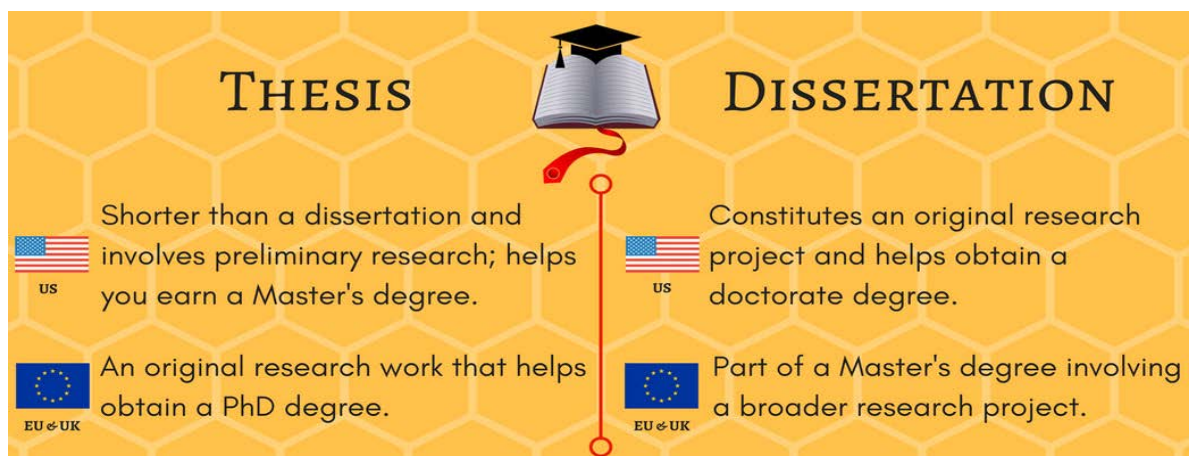 THESIS
DISSERTATION
Shorter than a dissertation and
involves preliminary research; helps
you earn a Master's degree.
US
Constitutes an original research
project and helps obtain a
doctorate degree.
US
An original research work that helps
obtain a PhD degree.
EU & UK
Part of a Master's degree involving
a broader research project.
EU & UK